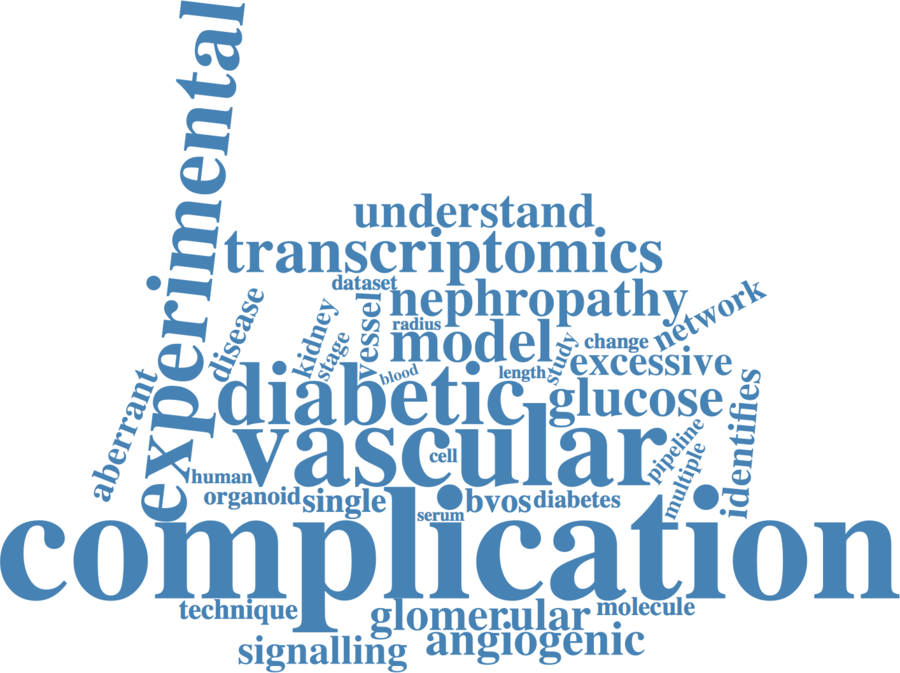 experimental
understand
transcriptomics
dataset
nephropathy
network
disease
kidney
vessel
radius
model
change
stage
study
excessive
blood
length
diabetic
glucose
aberrant
identifies
vascular
cell
pipeline
multiple
human
organoid
single
bvos
diabetes
serum
complication
technique
glomerular
molecule
signalling
angiogenic